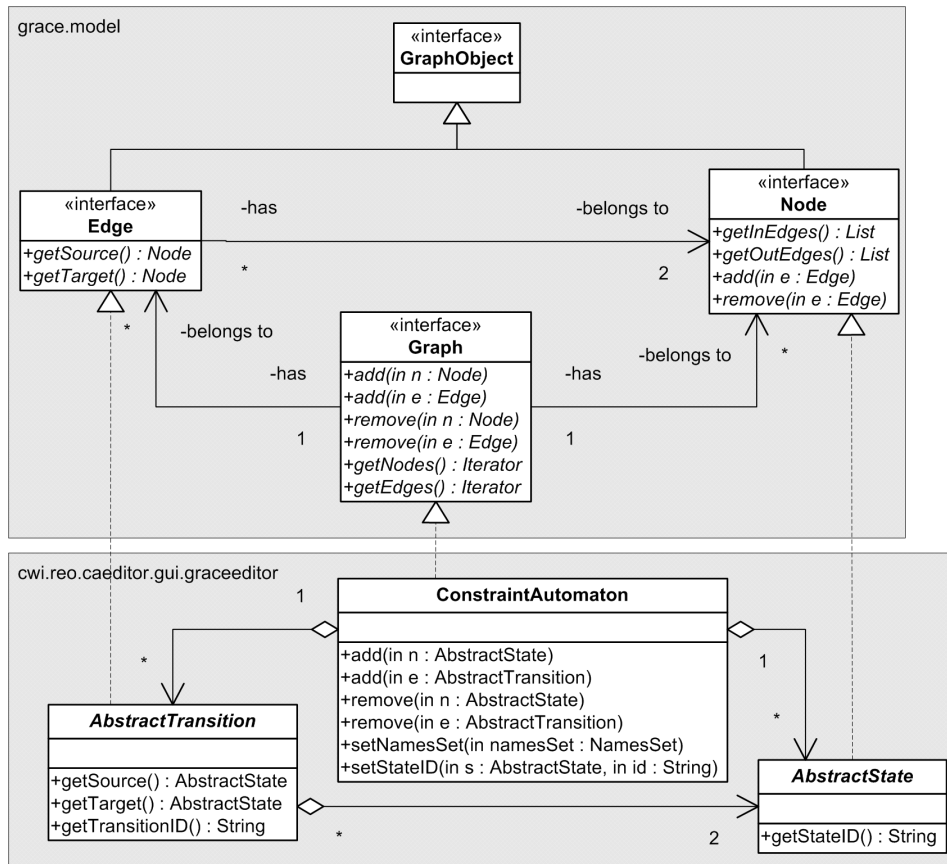 grace.model
«interface»
GraphObject
«interface»
Edge
+getSource() : Node
+getTarget() : Node
-has
-belongs to
*
2
«interface»
Node
+getInEdges() : List
+getOutEdges() : List
+add(in e : Edge)
+remove(in e : Edge)
*
-belongs to
-has
1
«interface»
Graph
+add(in n : Node)
+add(in e : Edge)
+remove(in n : Node)
+remove(in e : Edge)
+getNodes() : Iterator
+getEdges() : Iterator
-belongs to
*
-has
1
cwi.reo.caeditor.gui.graceeditor
1
*
ConstraintAutomaton
+add(in n : AbstractState)
+add(in e : AbstractTransition)
+remove(in n : AbstractState)
+remove(in e : AbstractTransition)
+setNamesSet(in namesSet : NamesSet)
+setStateID(in s : AbstractState, in id : String)
1
*
AbstractTransition
+getSource() : AbstractState
+getTarget() : AbstractState
+getTransitionID() : String
*
2
AbstractState
+getStateID() : String